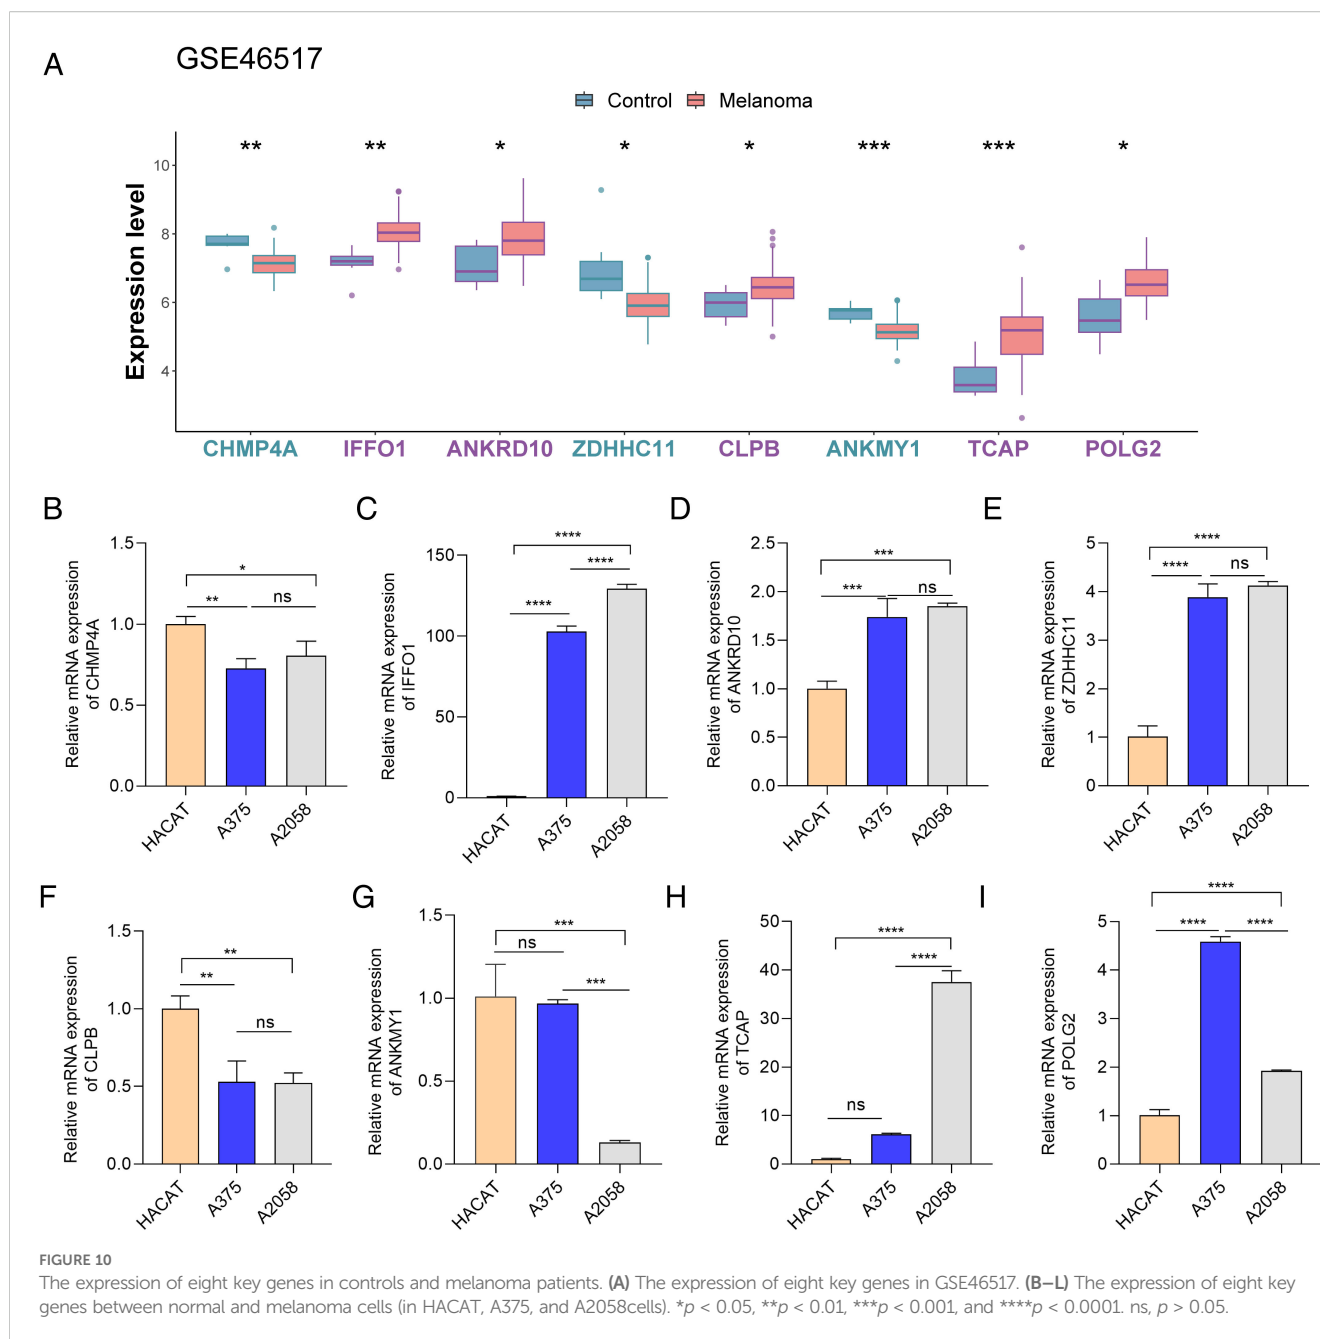 A
GSE46517
Control Melanoma
** ** * * * *** *** *
Expression level
10
8
6
4
CHMP4A IFFO1 ANKRD10 ZDHHC11 CLPB ANKMY1 TCAP POLG2
B
Relative mRNA expression
of CHMP4A
1.5
1.0
0.5
0.0
*
** ns
HACAT A375 A2058
C
Relative mRNA expression
of IFFO1
150
100
50
0
****
****
****
HACAT A375 A2058
D
Relative mRNA expression
of ANKRD10
2.5
2.0
1.5
1.0
0.5
0.0
***
*** ns
HACAT A375 A2058
E
Relative mRNA expression
of ZDHHC11
5
4
3
2
1
0
****
**** ns
HACAT A375 A2058
F
Relative mRNA expression
of CLPB
1.5
1.0
0.5
0.0
**
**
ns
HACAT A375 A2058
G
Relative mRNA expression
of ANKMY1
1.5
1.0
0.5
0.0
***
ns
***
HACAT A375 A2058
H
Relative mRNA expression
of TCAP
50
40
30
20
10
0
****
****
ns
HACAT A375 A2058
I
Relative mRNA expression
of POLG2
5
4
3
2
1
0
****
**** ****
HACAT A375 A2058
FIGURE 10
The expression of eight key genes in controls and melanoma patients. (A) The expression of eight key genes in GSE46517. (B–L) The expression of eight key
genes between normal and melanoma cells (in HACAT, A375, and A2058cells). *p < 0.05, **p < 0.01, ***p < 0.001, and ****p < 0.0001. ns, p > 0.05.